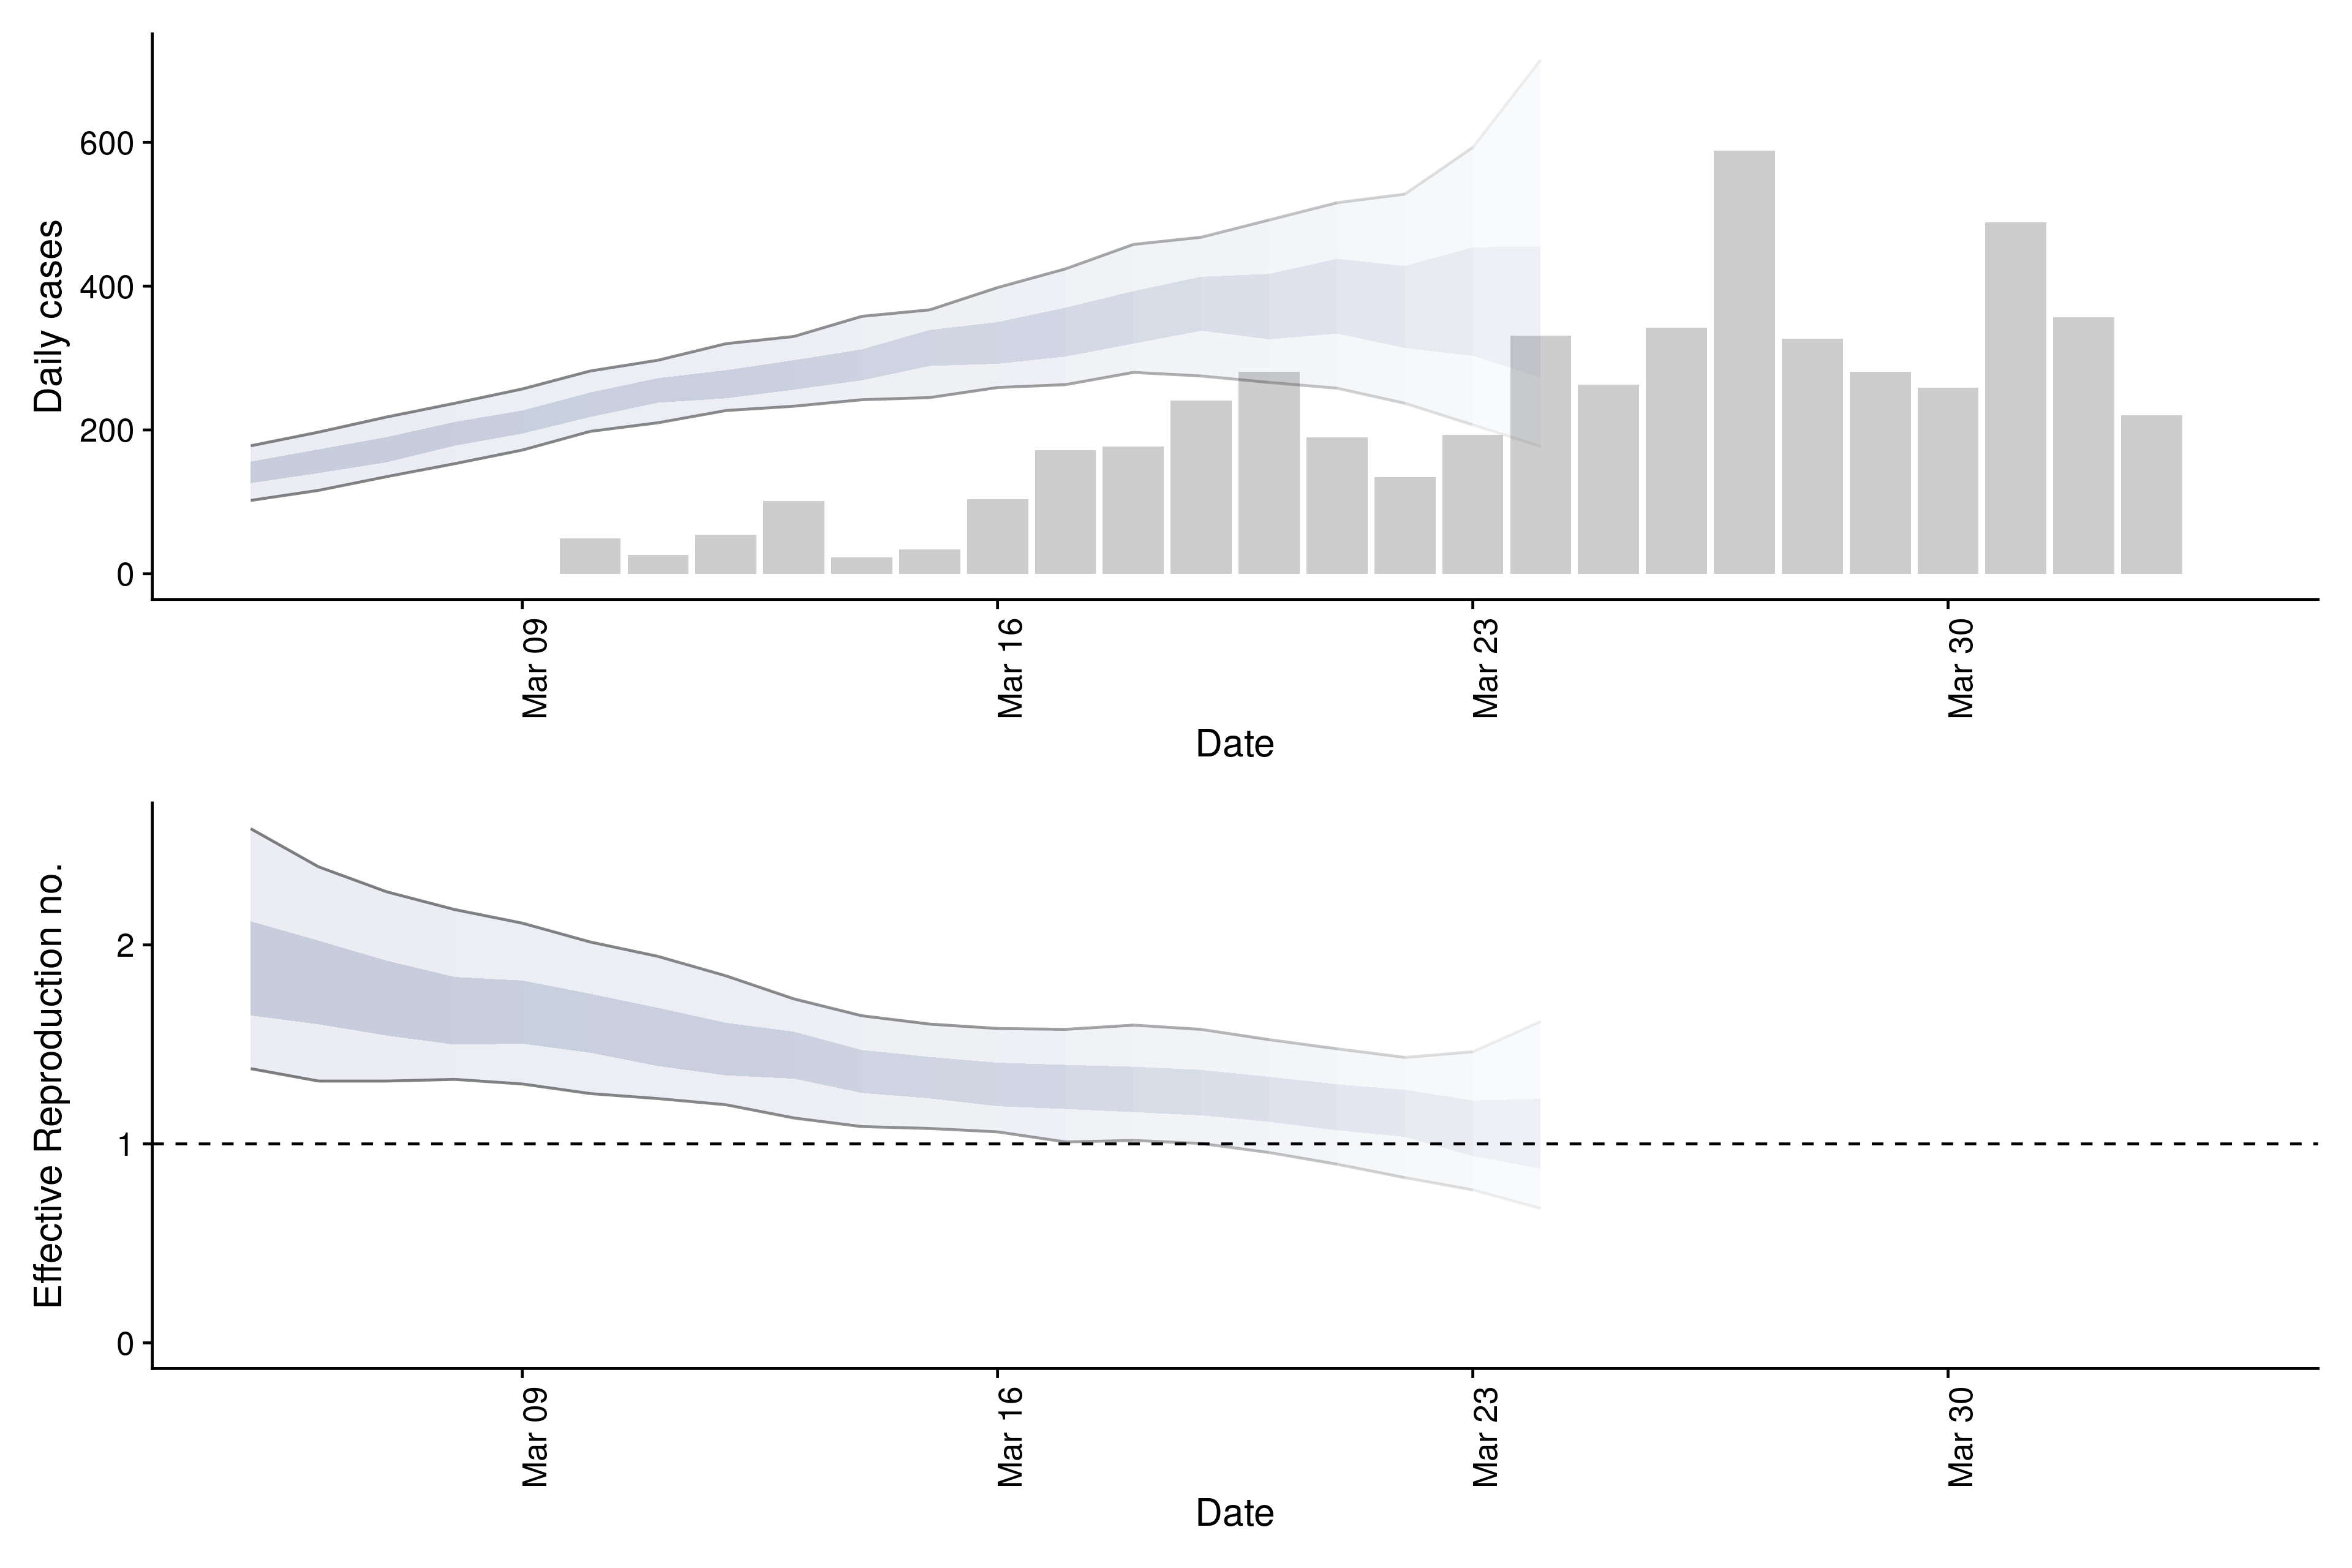 Daily cases
600
400
200
0
Mar 09
Mar 16
Mar 23
Mar 30
Date
Effective Reproduction no.
2
1
0
Mar 09
Mar 16
Mar 23
Mar 30
Date